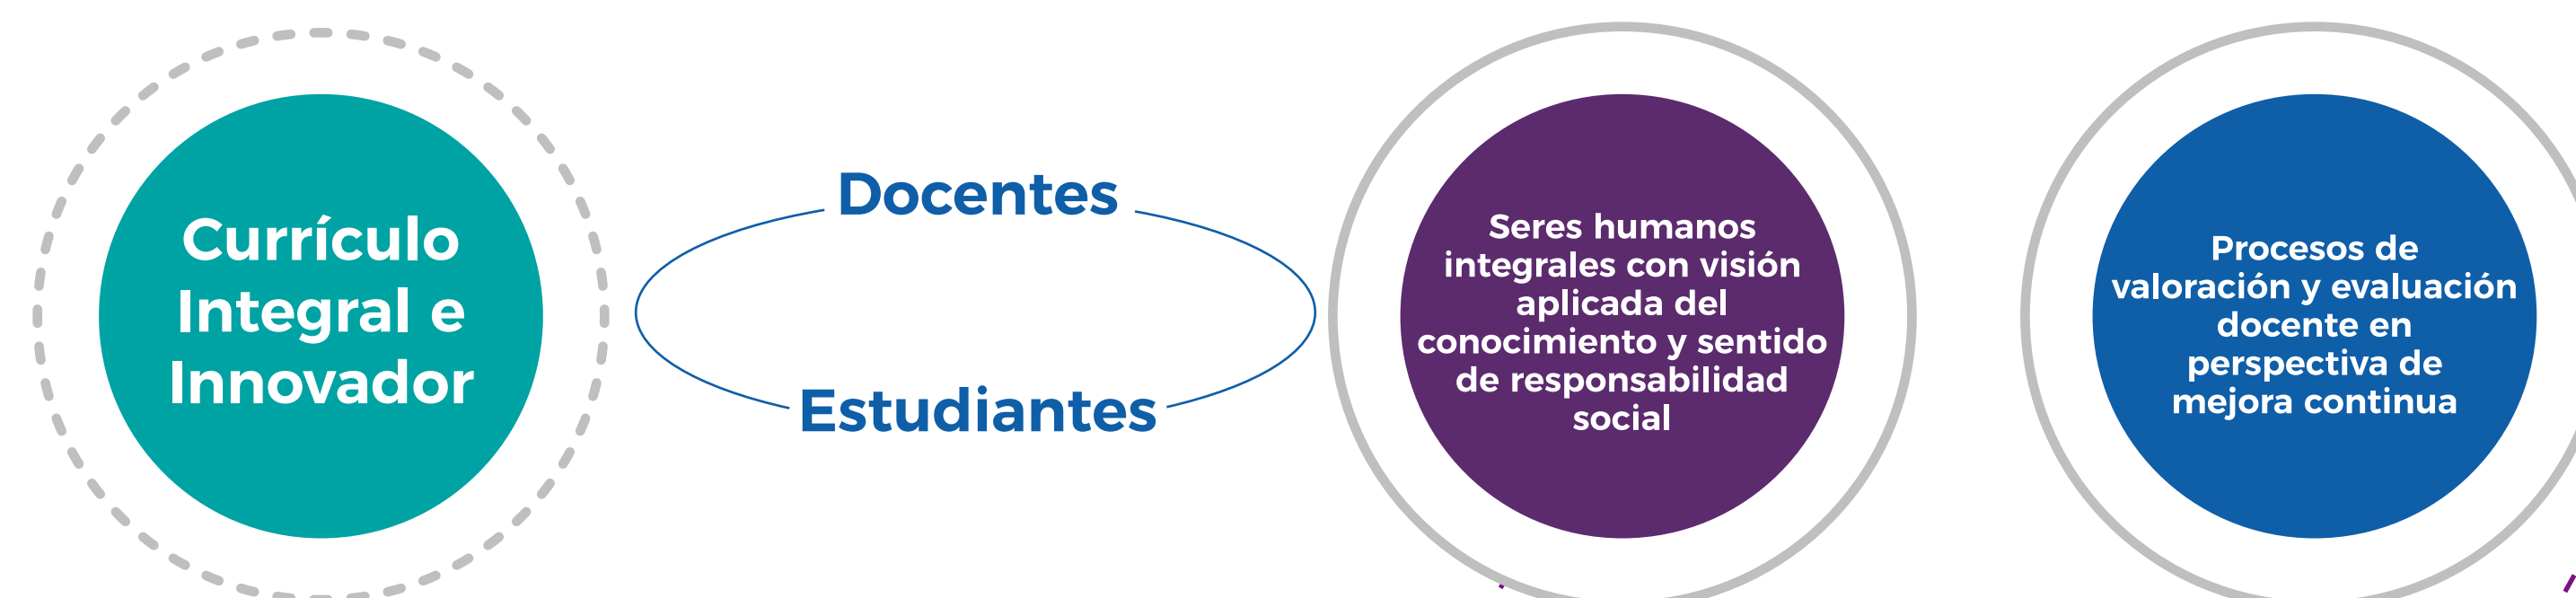 Currículo
Integral e
Innovador
Docentes
Estudiantes
Seres humanos
integrales con visión
aplicada del
conocimiento y sentido
de responsabilidad
social
Procesos de
valoración y evaluación
docente en
perspectiva de
mejora continua